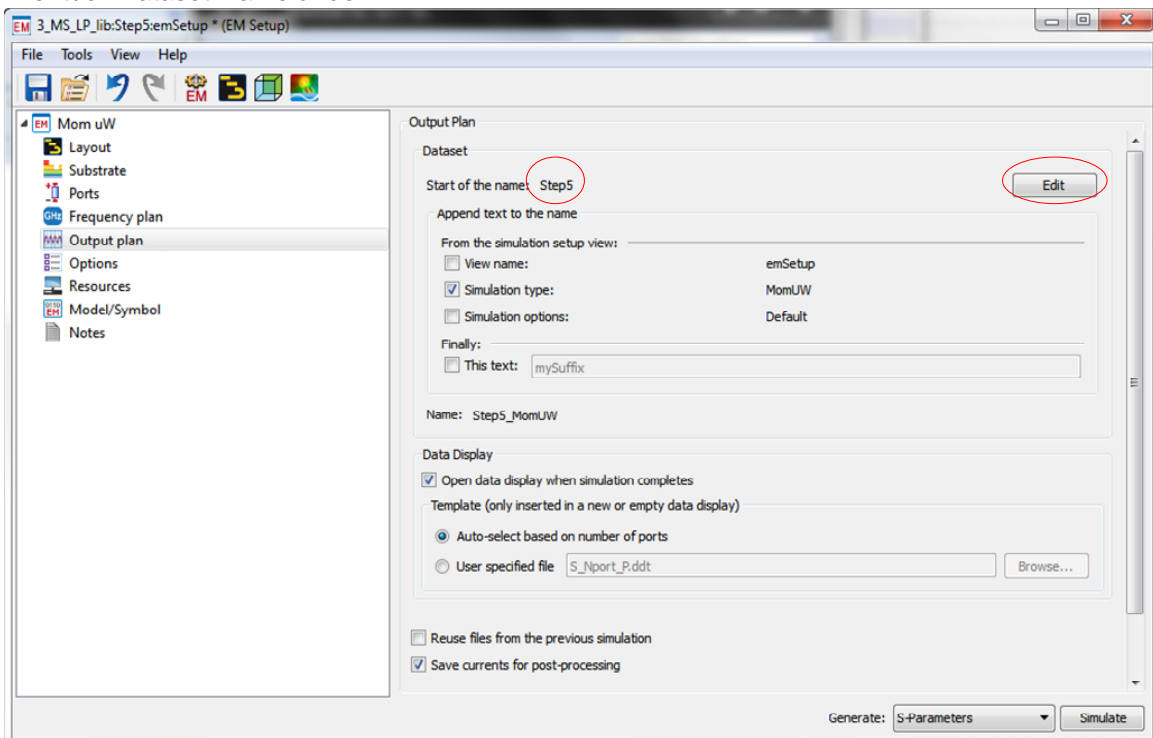 EM 3_MS_LP_lib:Step5:emSetup * (EM Setup)
File Tools View Help
EM
EM Mom uW
Layout
Substrate
Ports
GHz Frequency plan
Output plan
Options
Resources
EM Model/Symbol
Notes
Output Plan
Dataset
Start of the name: Step5 Edit
Append text to the name
From the simulation setup view:
View name: emSetup
Simulation type: MomUW
Simulation options: Default
Finally:
This text: mySuffix
Name: Step5_MomUW
Data Display
Open data display when simulation completes
Template (only inserted in a new or empty data display)
Auto-select based on number of ports
User specified file S_Nport_P.ddt Browse...
Reuse files from the previous simulation
Save currents for post-processing
Generate: S-Parameters Simulate